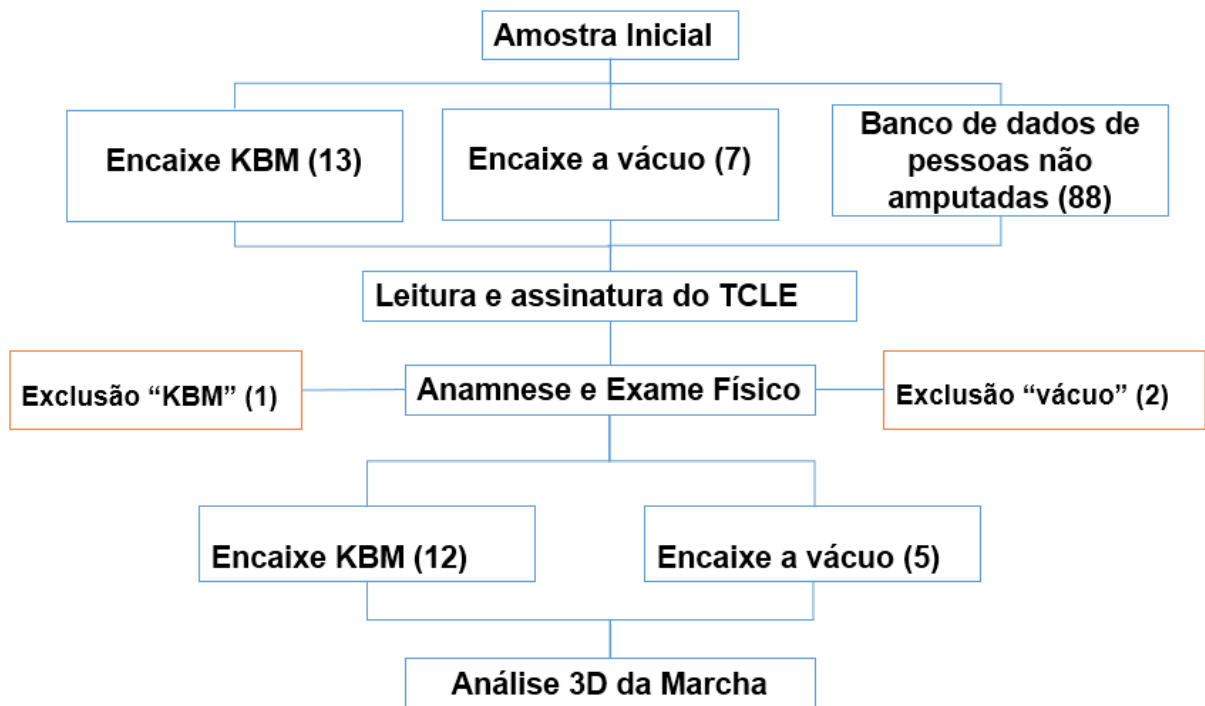 Amostra Inicial
Encaixe KBM (13)
Encaixe a vácuo (7)
Banco de dados de
pessoas não
amputadas (88)
Leitura e assinatura do TCLE
Exclusão “KBM” (1)
Anamnese e Exame Físico
Exclusão “vácuo” (2)
Encaixe KBM (12)
Encaixe a vácuo (5)
Análise 3D da Marcha